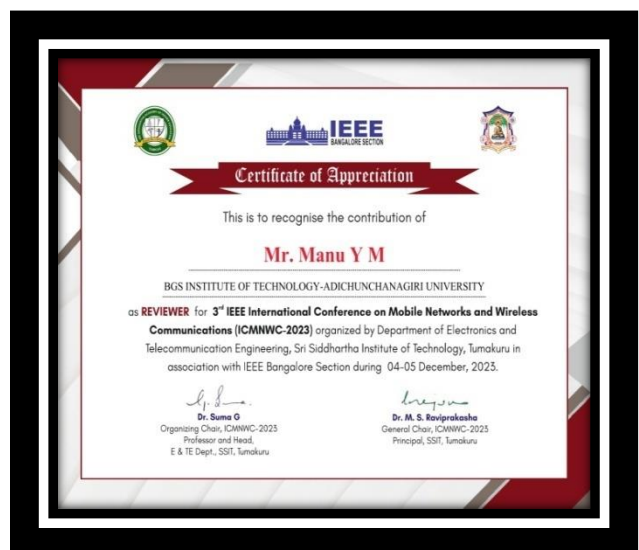 IEEE
BANGALORE SECTION
Certificate of Appreciation
This is to recognise the contribution of
Mr. Manu Y M
BGS INSTITUTE OF TECHNOLOGY-ADICHUNCHANAGIRI UNIVERSITY
as REVIEWER for 3rd IEEE International Conference on Mobile Networks and Wireless
Communications (ICMNWC-2023) organized by Department of Electronics and
Telecommunication Engineering, Sri Siddhartha Institute of Technology, Tumakuru in
association with IEEE Bangalore Section during 04-05 December, 2023.
Dr. Suma G
Organizing Chair, ICMNWC-2023
Professor and Head,
E & TE Dept., SSIT, Tumakuru
Dr. M. S. Raviprakasha
General Chair, ICMNWC-2023
Principal, SSIT, Tumakuru